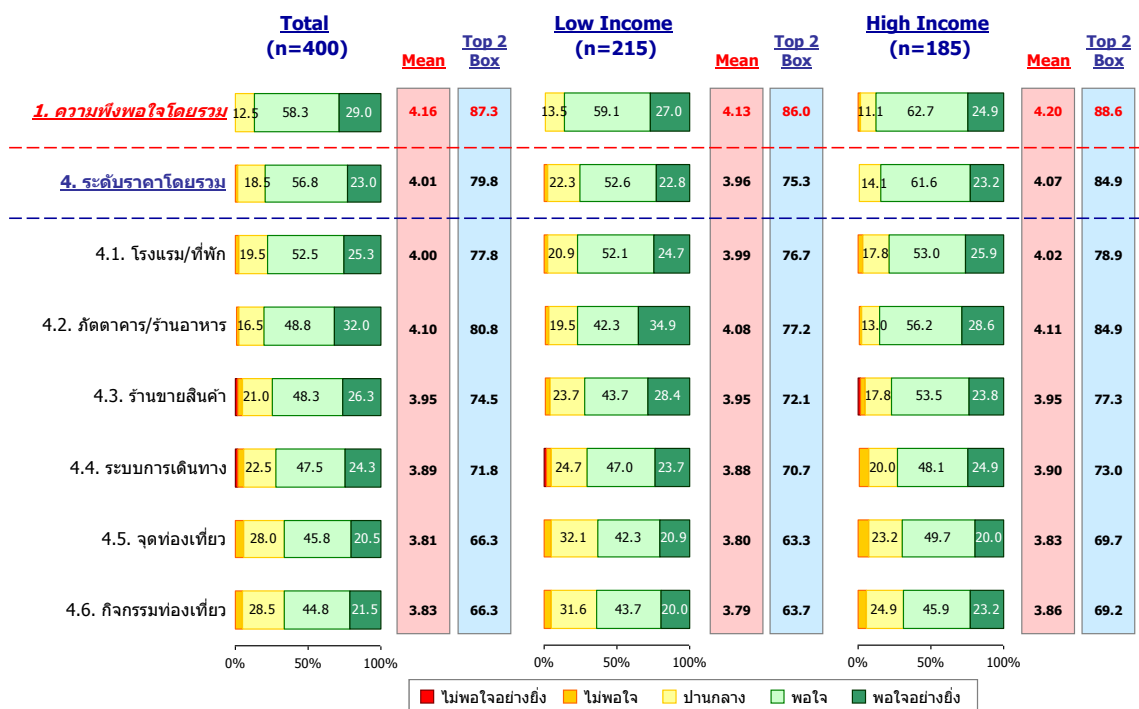 Total Low Income High Income
(n=400) (n=215) (n=185)
Mean Top 2 Box Mean Top 2 Box Mean Top 2 Box
1. ความพึงพอใจโดยรวม 12.5 58.3 29.0 4.16 87.3 13.5 59.1 27.0 4.13 86.0 11.1 62.7 24.9 4.20 88.6
4. ระดับราคาโดยรวม 18.5 56.8 23.0 4.01 79.8 22.3 52.6 22.8 3.96 75.3 14.1 61.6 23.2 4.07 84.9
4.1. โรงแรม/ที่พัก 19.5 52.5 25.3 4.00 77.8 20.9 52.1 24.7 3.99 76.7 17.8 53.0 25.9 4.02 78.9
4.2. ภัตตาคาร/ร้านอาหาร 16.5 48.8 32.0 4.10 80.8 19.5 42.3 34.9 4.08 77.2 13.0 56.2 28.6 4.11 84.9
4.3. ร้านขายสินค้า 21.0 48.3 26.3 3.95 74.5 23.7 43.7 28.4 3.95 72.1 17.8 53.5 23.8 3.95 77.3
4.4. ระบบการเดินทาง 22.5 47.5 24.3 3.89 71.8 24.7 47.0 23.7 3.88 70.7 20.0 48.1 24.9 3.90 73.0
4.5. จุดท่องเที่ยว 28.0 45.8 20.5 3.81 66.3 32.1 42.3 20.9 3.80 63.3 23.2 49.7 20.0 3.83 69.7
4.6. กิจกรรมท่องเที่ยว 28.5 44.8 21.5 3.83 66.3 31.6 43.7 20.0 3.79 63.7 24.9 45.9 23.2 3.86 69.2
0% 50% 100% 0% 50% 100% 0% 50% 100%
ไม่พอใจอย่างยิ่ง ไม่พอใจ ปานกลาง พอใจ พอใจอย่างยิ่ง